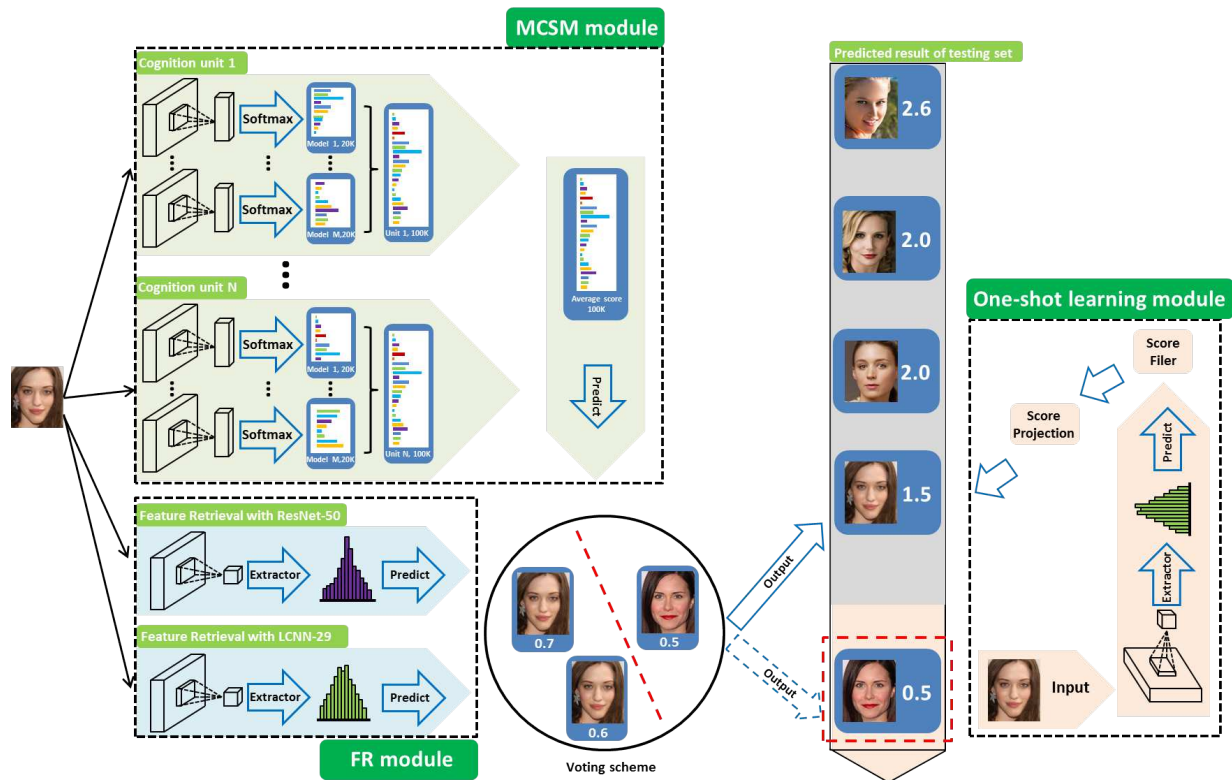 MCSM module
Cognition unit 1
Softmax
Model 1, 20K
Softmax
Model M,20K
Unit 1, 100K
Cognition unit N
Softmax
Model 1, 20K
Softmax
Model M,20K
Unit N, 100K
Average score
100K
Predict
Feature Retrieval with ResNet-50
Extractor
Predict
Feature Retrieval with LCNN-29
Extractor
Predict
FR module
0.7
0.5
0.6
Voting scheme
Output
Output
Predicted result of testing set
2.6
2.0
2.0
1.5
0.5
One-shot learning module
Score
Filer
Score
Projection
Predict
Extractor
Input